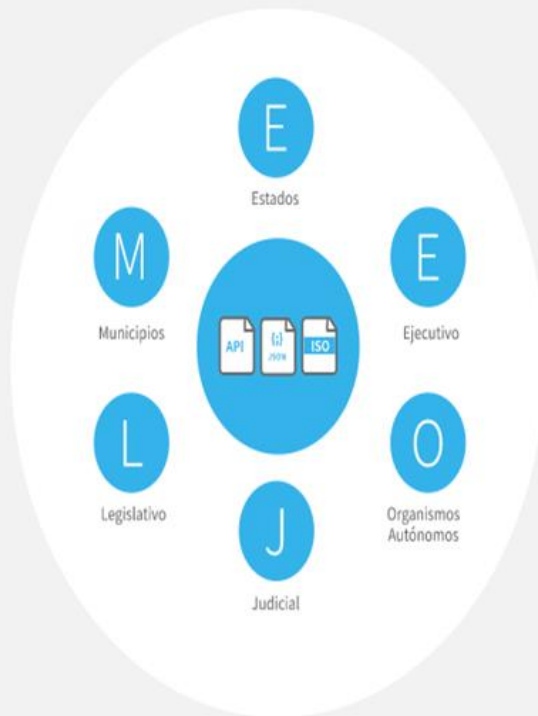 E
Estados
M
Municipios
E
Ejecutivo
API
{;}
JSON
ISO
L
Legislativo
O
Organismos
Autónomos
J
Judicial